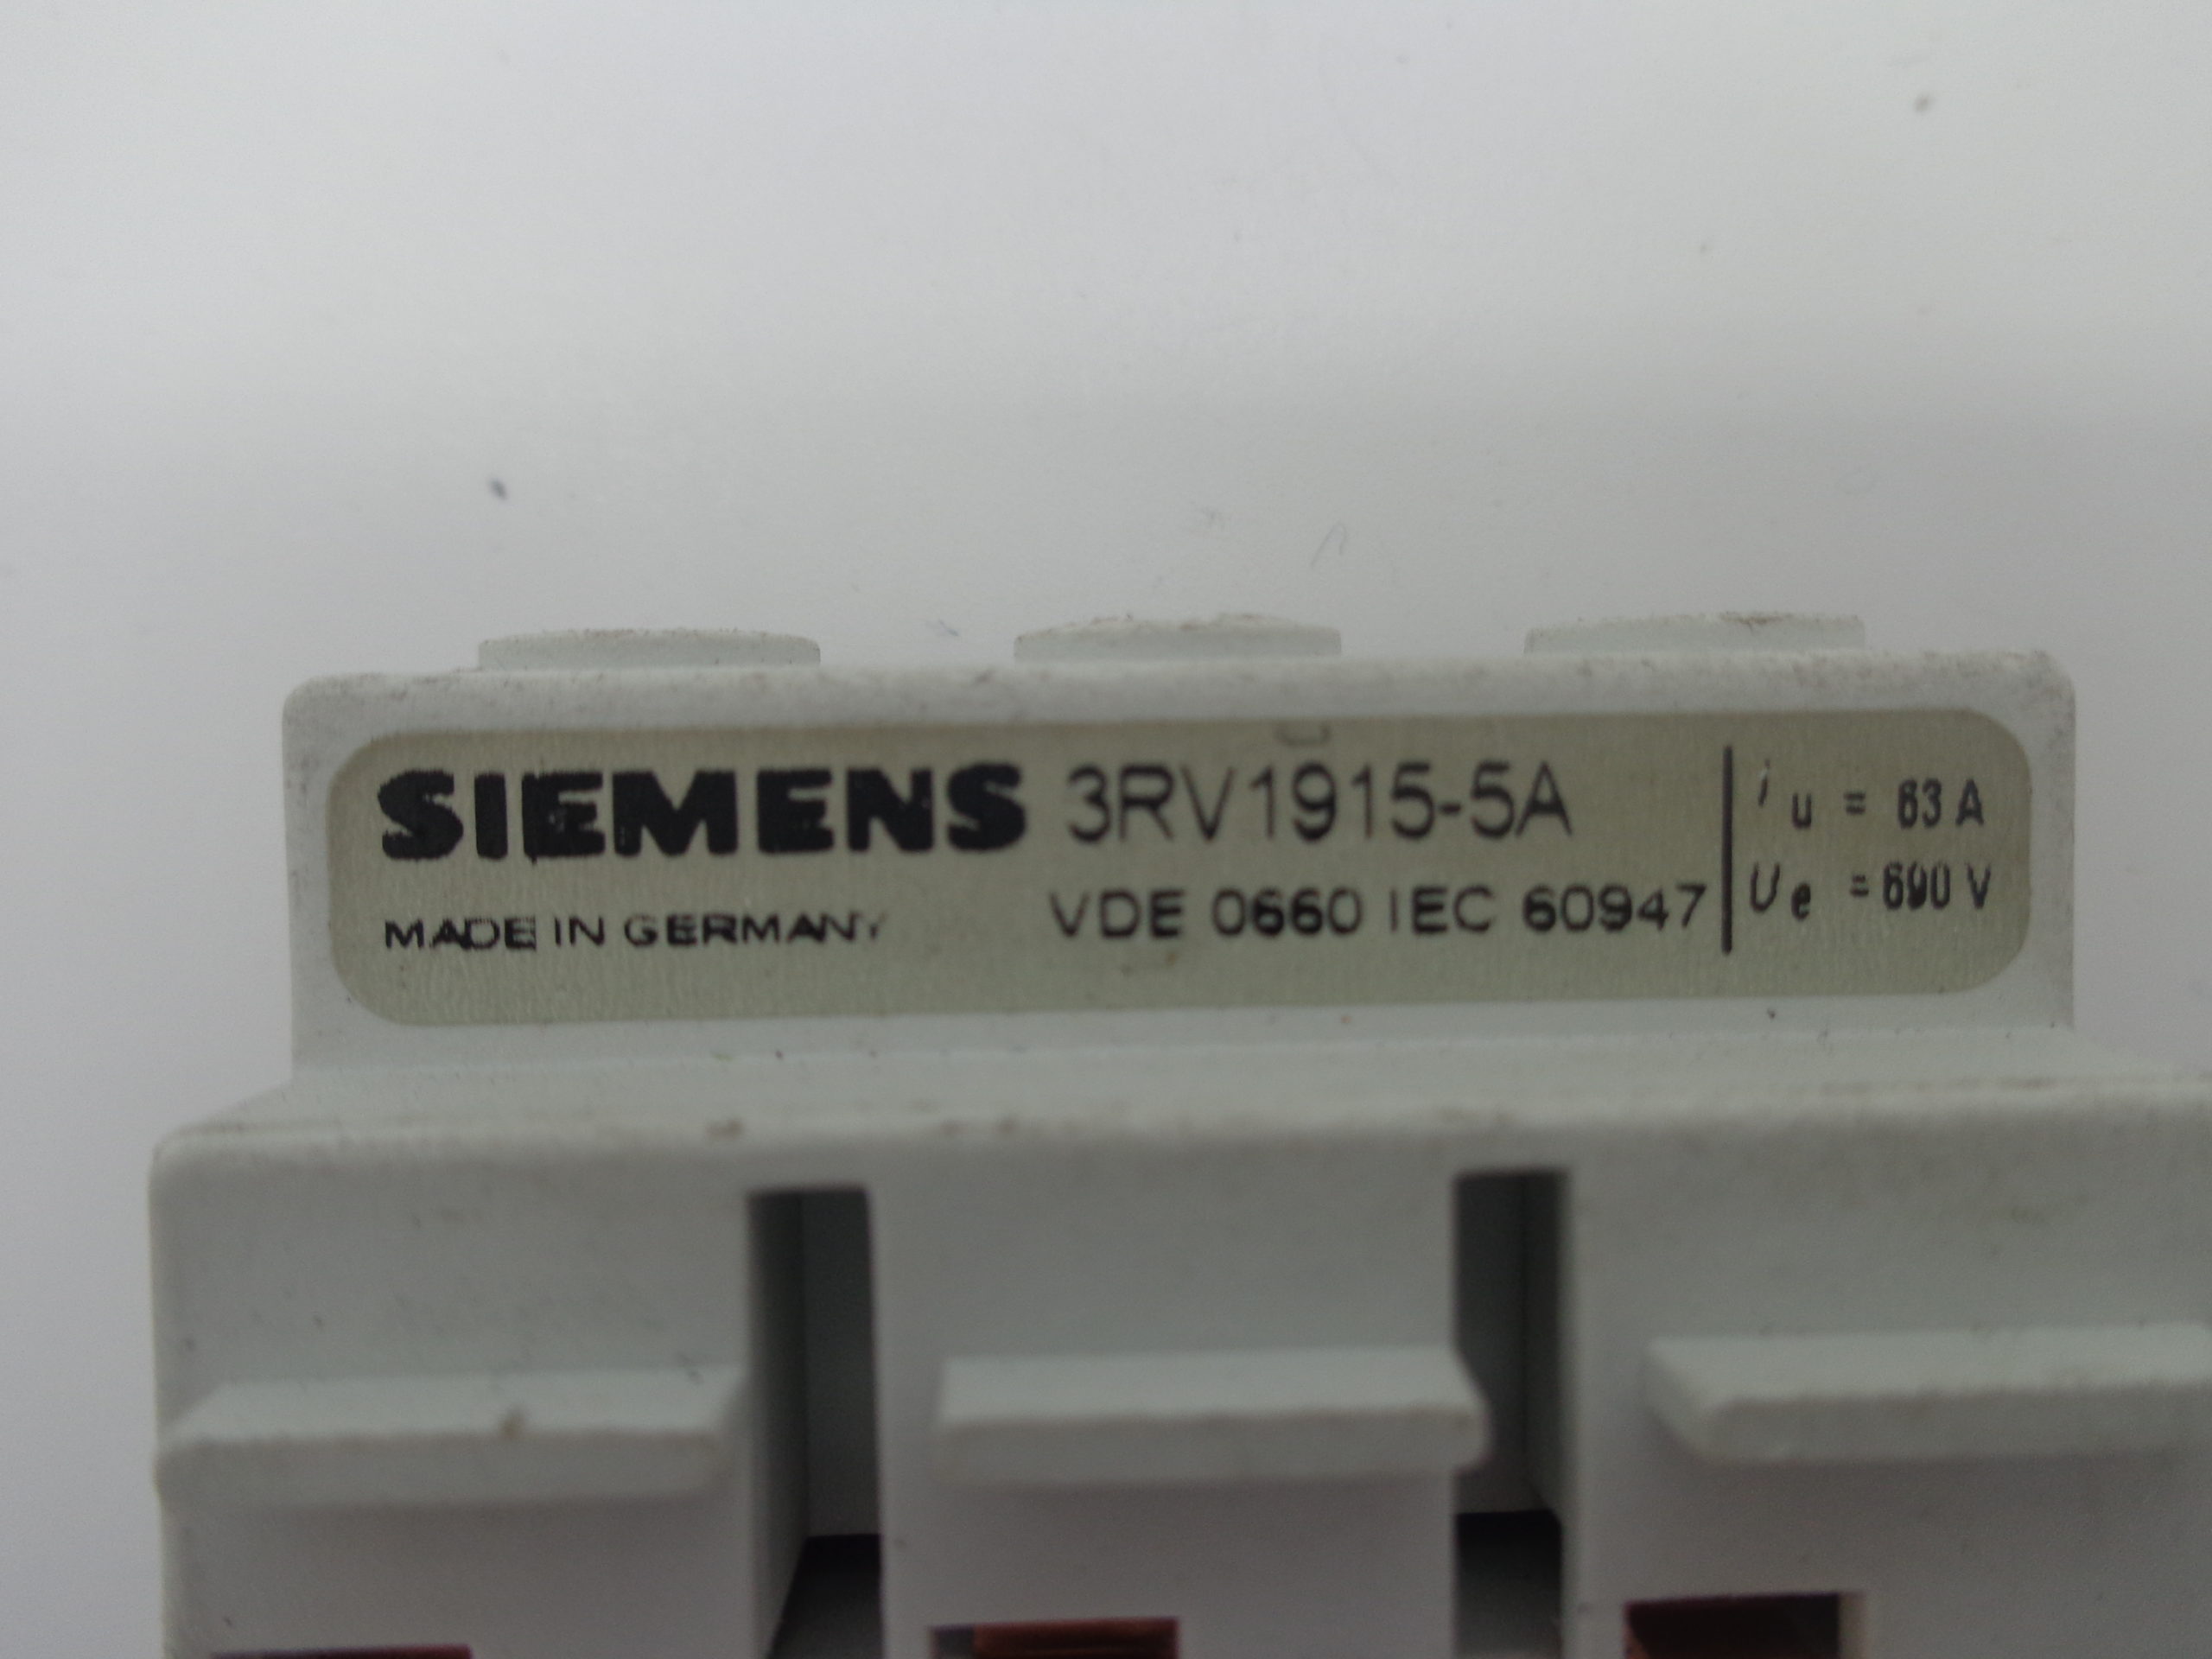 SIEMENS 3RV1915-5A
MADE IN GERMANY VDE 0660 IEC 60947
iu = 63 A
Ue = 690 V